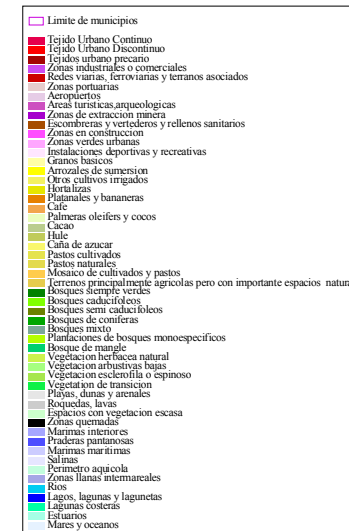 Limite de municipios
Tejido Urbano Continuo
Tejido Urbano Discontinuo
Tejidos urbano precario
Zonas industriales o comerciales
Redes viarias, ferroviarias y terranos asociados
Zonas portuarias
Aeropuertos
Areas turisticas,arqueologicas
Zonas de extraccion minera
Escombreras y vertederos y rellenos sanitarios
Zonas en construccion
Zonas verdes urbanas
Instalaciones deportivas y recreativas
Granos basicos
Arrozales de sumersion
Otros cultivos irrigados
Hortalizas
Platanales y bananeras
Cafe
Palmeras oleifers y cocos
Cacao
Hule
Caña de azucar
Pastos cultivados
Pastos naturales
Mosaico de cultivados y pastos
Terrenos principalmente agricolas pero con importante espacios natura
Bosques siempre verdes
Bosques caducifoleos
Bosques semi caducifoleos
Bosques de coniferas
Bosques mixto
Plantaciones de bosques monoespecificos
Bosque de mangle
Vegetacion herbacea natural
Vegetacion arbustivas bajas
Vegetacion esclerofila o espinoso
Vegetation de transicion
Playas, dunas y arenales
Roquedas, lavas
Espacios con vegetacion escasa
Zonas quemadas
Marimas interiores
Praderas pantanosas
Marimas maritimas
Salinas
Perimetro aquicola
Zonas llanas intermareales
Rios
Lagos, lagunas y lagunetas
Lagunas costeras
Estuarios
Mares y oceanos